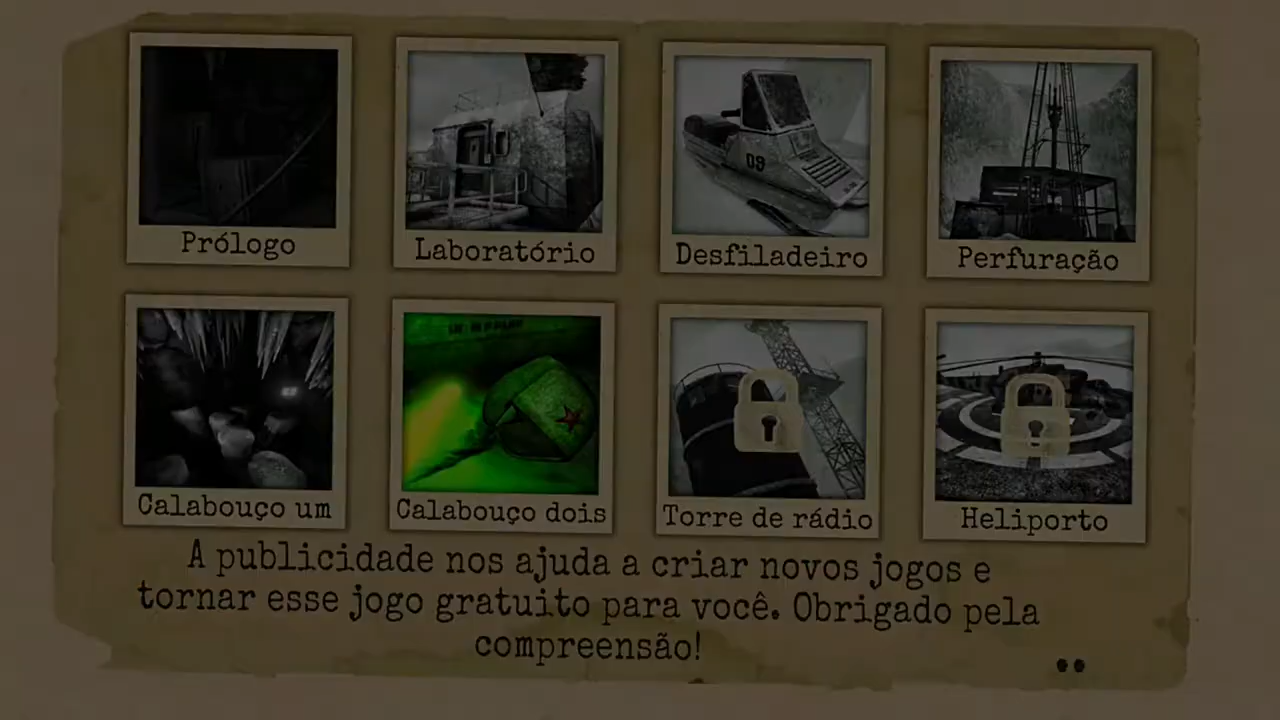 Prólogo
Laboratório
Desfiladeiro
Perfuração
09
Calabouço um
Calabouço dois
Torre de rádio
Heliporto
A publicidade nos ajuda a criar novos jogos e
tornar esse jogo gratuito para você. Obrigado pela
compreensão!